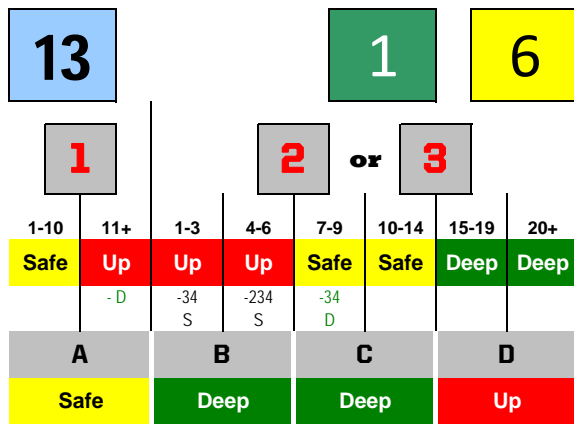 13 1 6
1 2 or 3
1-10 11+ 1-3 4-6 7-9 10-14 15-19 20+
Safe Up Up Up Safe Safe Deep Deep
- D -34 -234 -34
S S D
A B C D
Safe Deep Deep Up